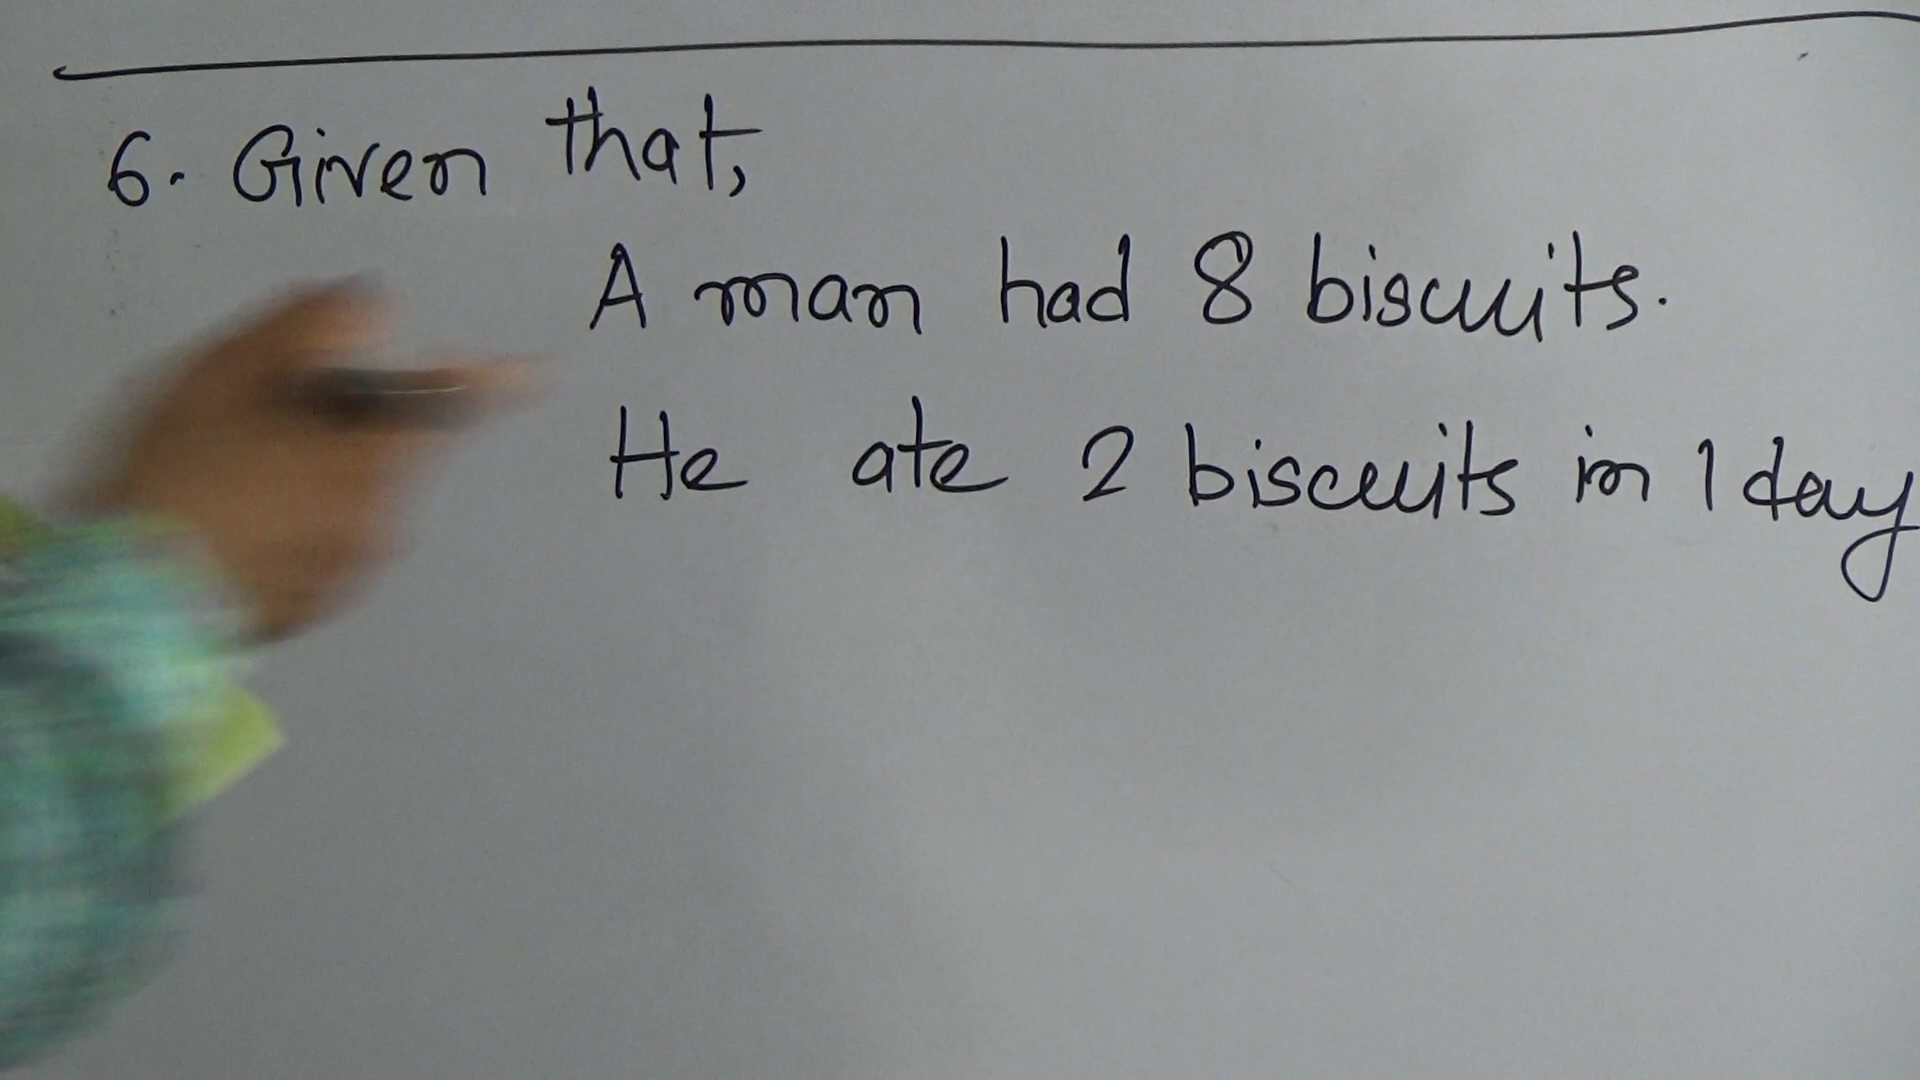 6. Given that,
A man had 8 biscuits.
He ate 2 biscuits in 1 day